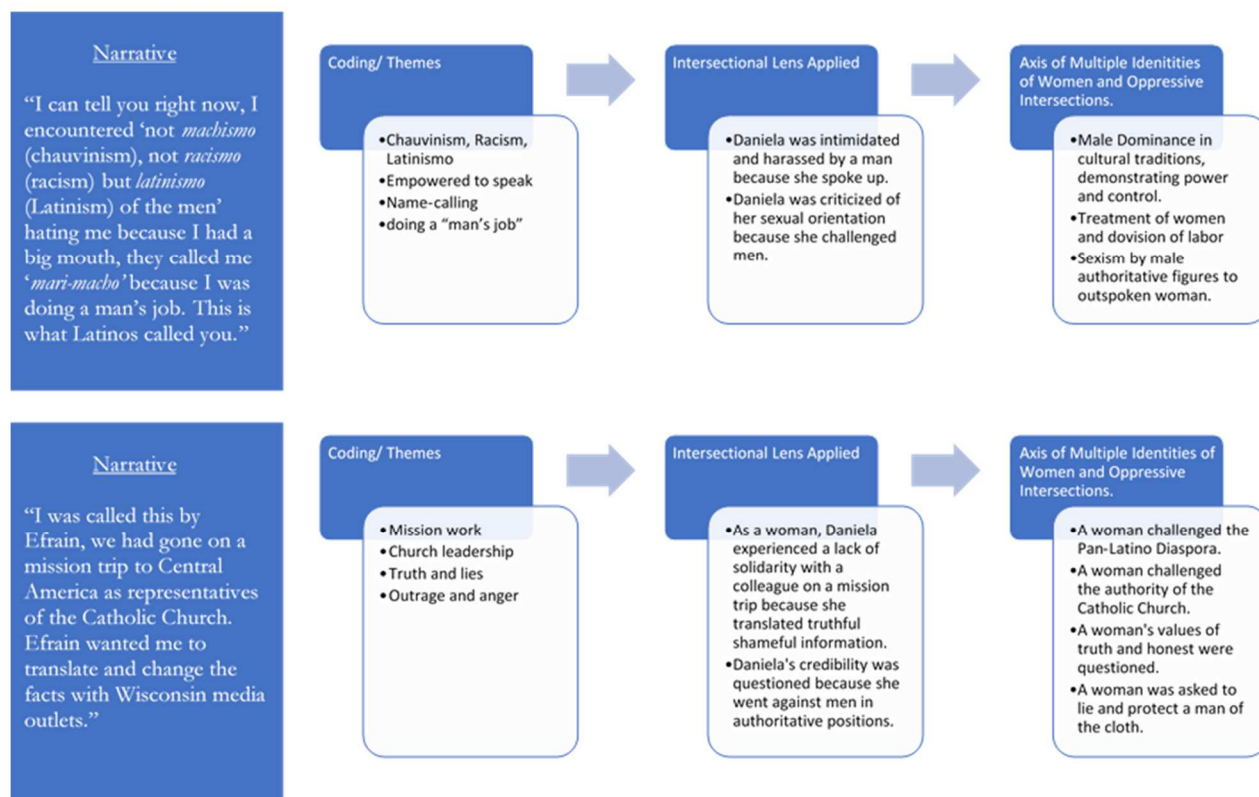 Narrative
“I can tell you right now, I
encountered ‘not machismo
(chauvinism), not racismo
(racism) but latinismo
(Latinism) of the men’
hating me because I had a
big mouth, they called me
‘mari-macho’ because I was
doing a man’s job. This is
what Latinos called you.”
Coding/ Themes
•Chauvinism, Racism,
Latinismo
•Empowered to speak
•Name-calling
•doing a “man’s job”
Intersectional Lens Applied
•Daniela was intimidated
and harassed by a man
because she spoke up.
•Daniela was criticized of
her sexual orientation
because she challenged
men.
Axis of Multiple Identitities
of Women and Oppressive
Intersections.
•Male Dominance in
cultural traditions,
demonstrating power
and control.
•Treatment of women
and dovision of labor
•Sexism by male
authoritative figures to
outspoken woman.
Narrative
“I was called this by
Efrain, we had gone on a
mission trip to Central
America as representatives
of the Catholic Church.
Efrain wanted me to
translate and change the
facts with Wisconsin media
outlets.”
Coding/ Themes
•Mission work
•Church leadership
•Truth and lies
•Outrage and anger
Intersectional Lens Applied
•As a woman, Daniela
experienced a lack of
solidarity with a
colleague on a mission
trip because she
translated truthful
shameful information.
•Daniela's credibility was
questioned because she
went against men in
authoritative positions.
Axis of Multiple Identities of
Women and Oppressive
Intersections.
•A woman challenged the
Pan-Latino Diaspora.
•A woman challenged
the authority of the
Catholic Church.
•A woman's values of
truth and honest were
questioned.
•A woman was asked to
lie and protect a man of
the cloth.